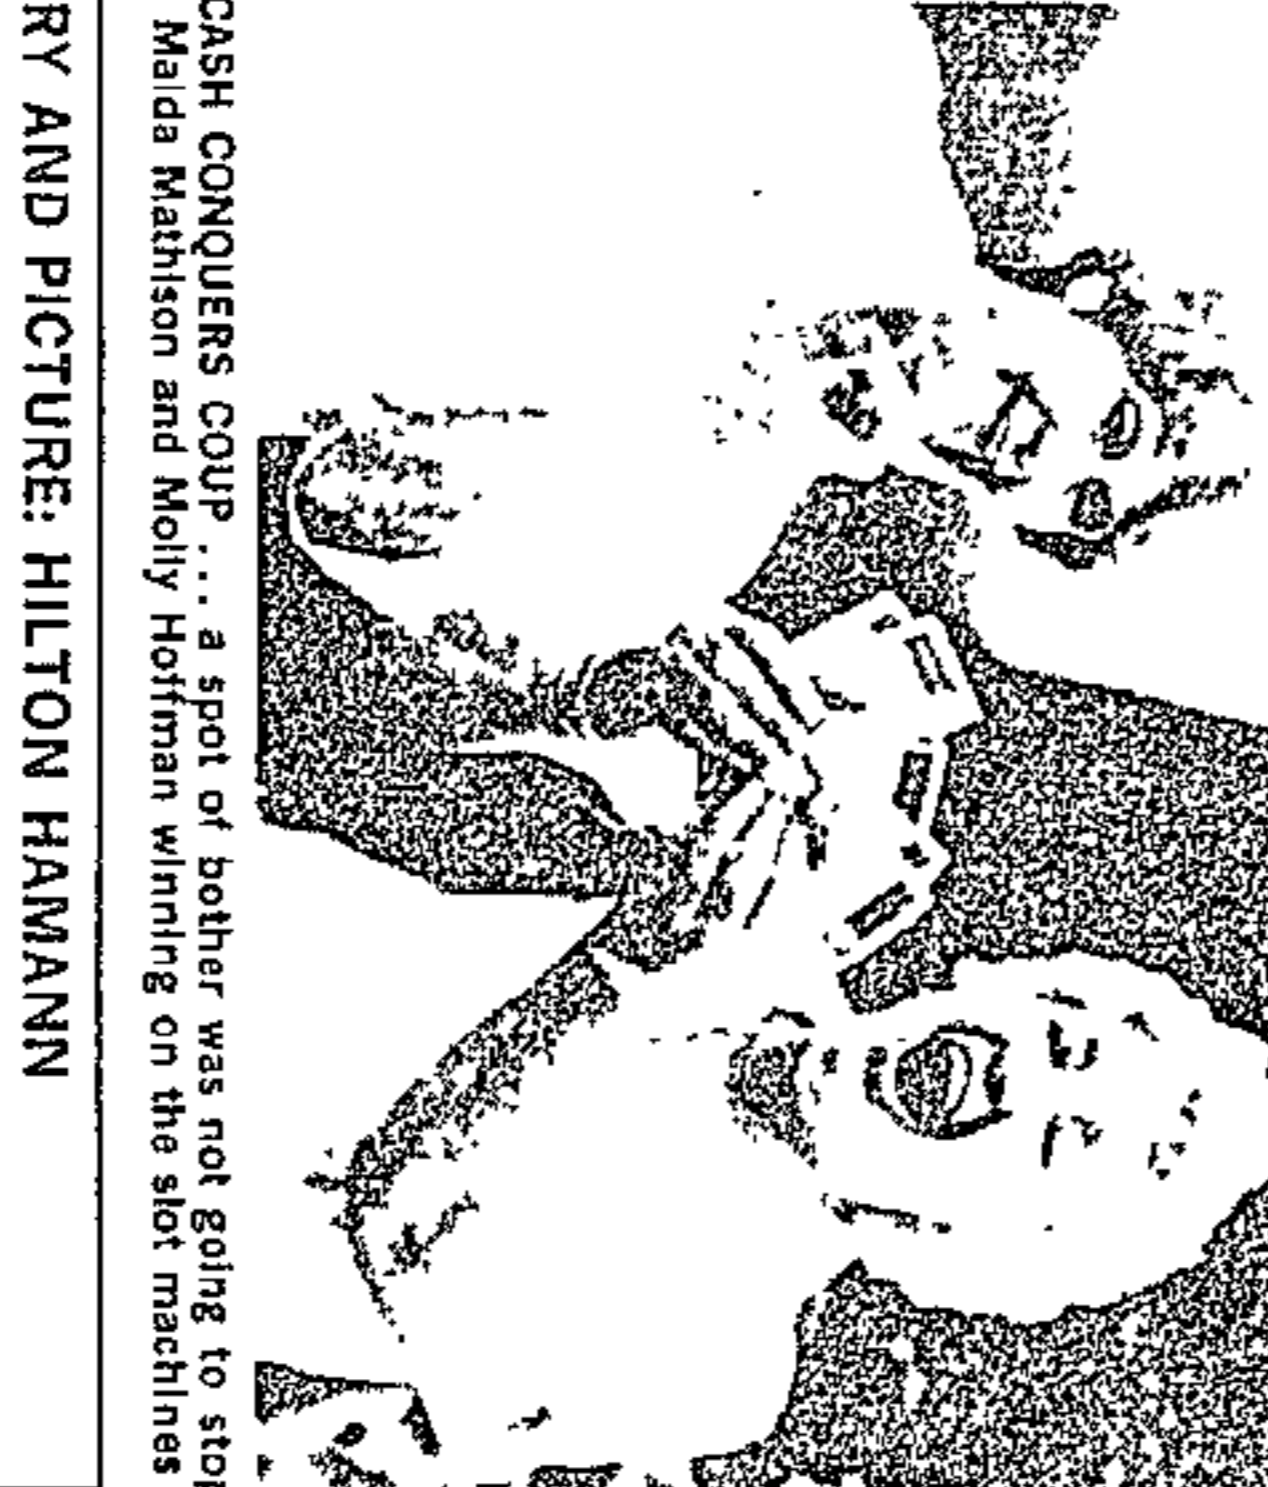 CASH CONQUERS COUP ... a spot of bother was not going to stop
Malda Mathison and Molly Hoffman winning on the slot machines
RY AND PICTURE: HILTON HAMANN